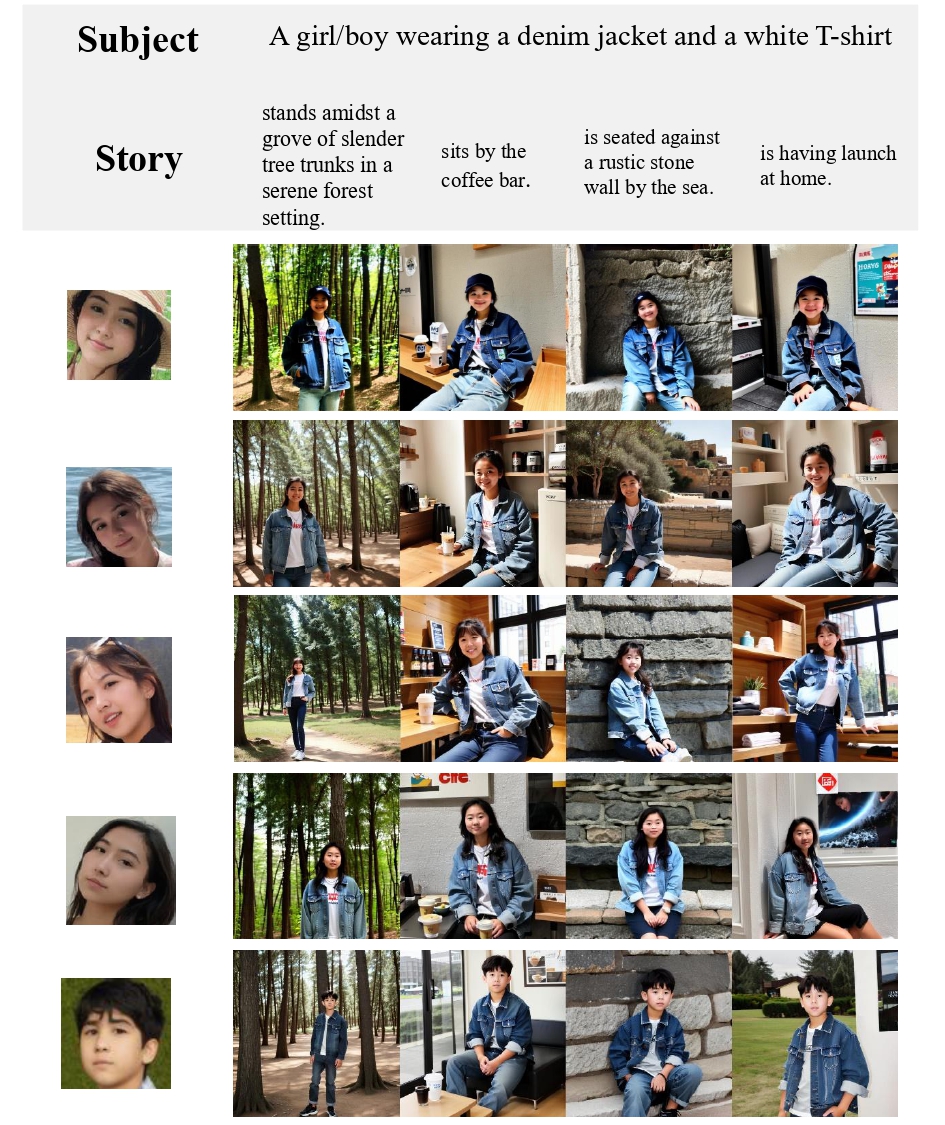 Subject
A girl/boy wearing a denim jacket and a white T-shirt
Story
stands amidst a
grove of slender
tree trunks in a
serene forest
setting.
sits by the
coffee bar.
is seated against
a rustic stone
wall by the sea.
is having launch
at home.